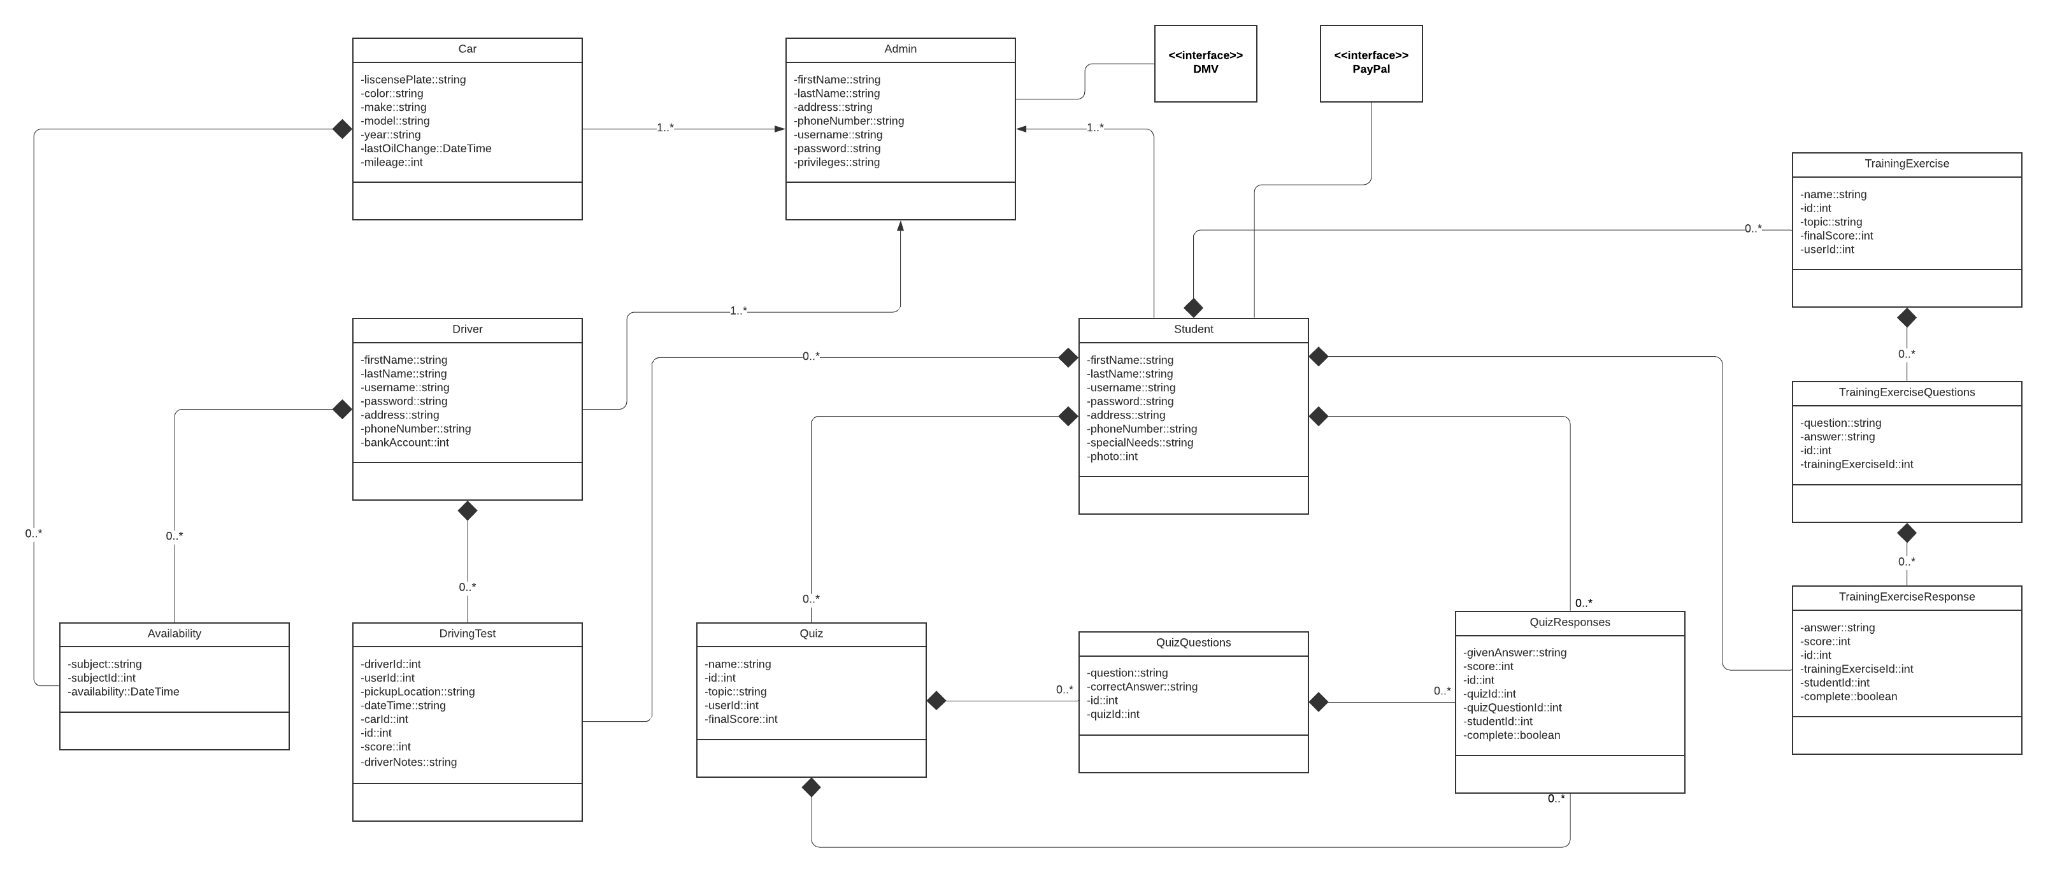 Car
-liscensePlate::string
-color::string
-make::string
-model::string
-year::string
-lastOilChange::DateTime
-mileage::int
1..*
Admin
-firstName::string
-lastName::string
-address::string
-phoneNumber::string
-username::string
-password::string
-privileges::string
<<interface>>
DMV
<<interface>>
PayPal
1..*
TrainingExercise
-name::string
-id::int
-topic::string
-finalScore::int
-userId::int
0..*
1..*
Driver
-firstName::string
-lastName::string
-username::string
-password::string
-address::string
-phoneNumber::string
-bankAccount::int
0..*
Student
-firstName::string
-lastName::string
-username::string
-password::string
-address::string
-phoneNumber::string
-specialNeeds::string
-photo::int
0..*
TrainingExerciseQuestions
-question::string
-answer::string
-id::int
-trainingExerciseId::int
0..*
0..*
0..*
0..*
0..*
0..*
Availability
-subject::string
-subjectId::int
-availability::DateTime
DrivingTest
-driverId::int
-userId::int
-pickupLocation::string
-dateTime::string
-carId::int
-id::int
-score::int
-driverNotes::string
Quiz
-name::string
-id::int
-topic::string
-userId::int
-finalScore::int
0..*
QuizQuestions
-question::string
-correctAnswer::string
-id::int
-quizId::int
0..*
QuizResponses
-givenAnswer::string
-score::int
-id::int
-quizId::int
-quizQuestionId::int
-studentId::int
-complete::boolean
0..*
TrainingExerciseResponse
-answer::string
-score::int
-id::int
-trainingExerciseId::int
-studentId::int
-complete::boolean